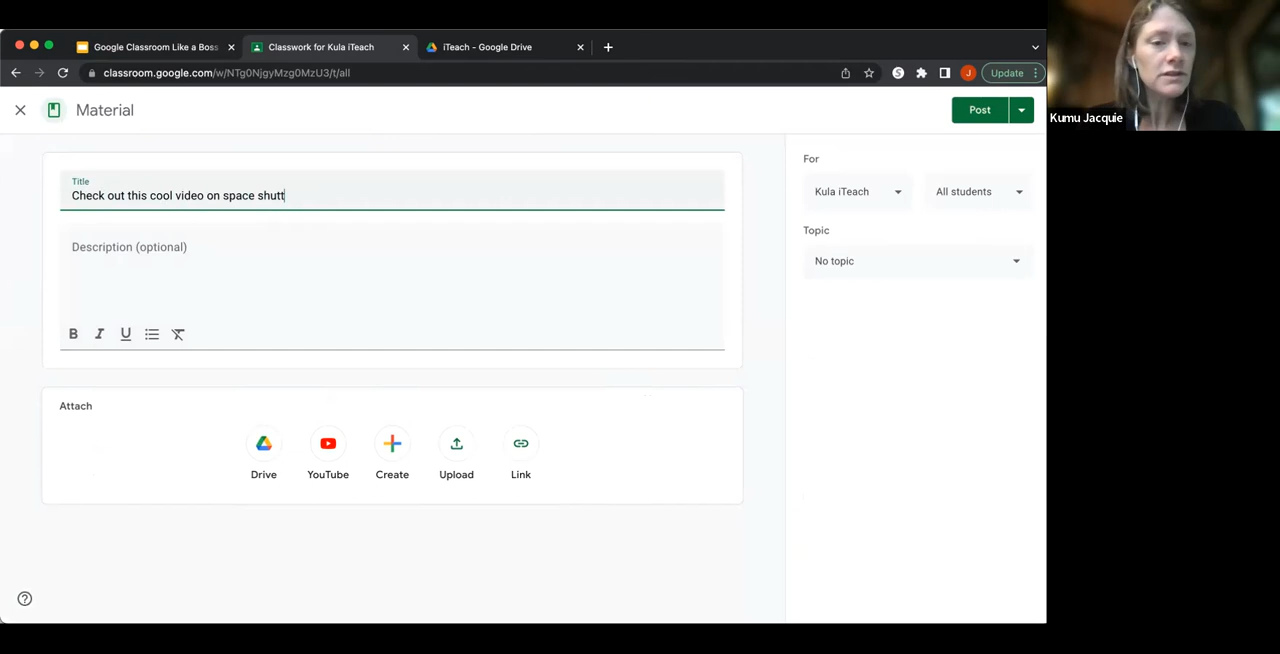 Google Classroom Like a Boss
Classwork for Kula iTeach
iTeach - Google Drive
classroom.google.com/w/NTg0NjgyMzg0MzU3/t/all
J
Update
Kumu Jacquie
Material
Post
Title
Check out this cool video on space shutt
Description (optional)
B I U
For
Kula iTeach
All students
Topic
No topic
Attach
Drive
YouTube
Create
Upload
Link